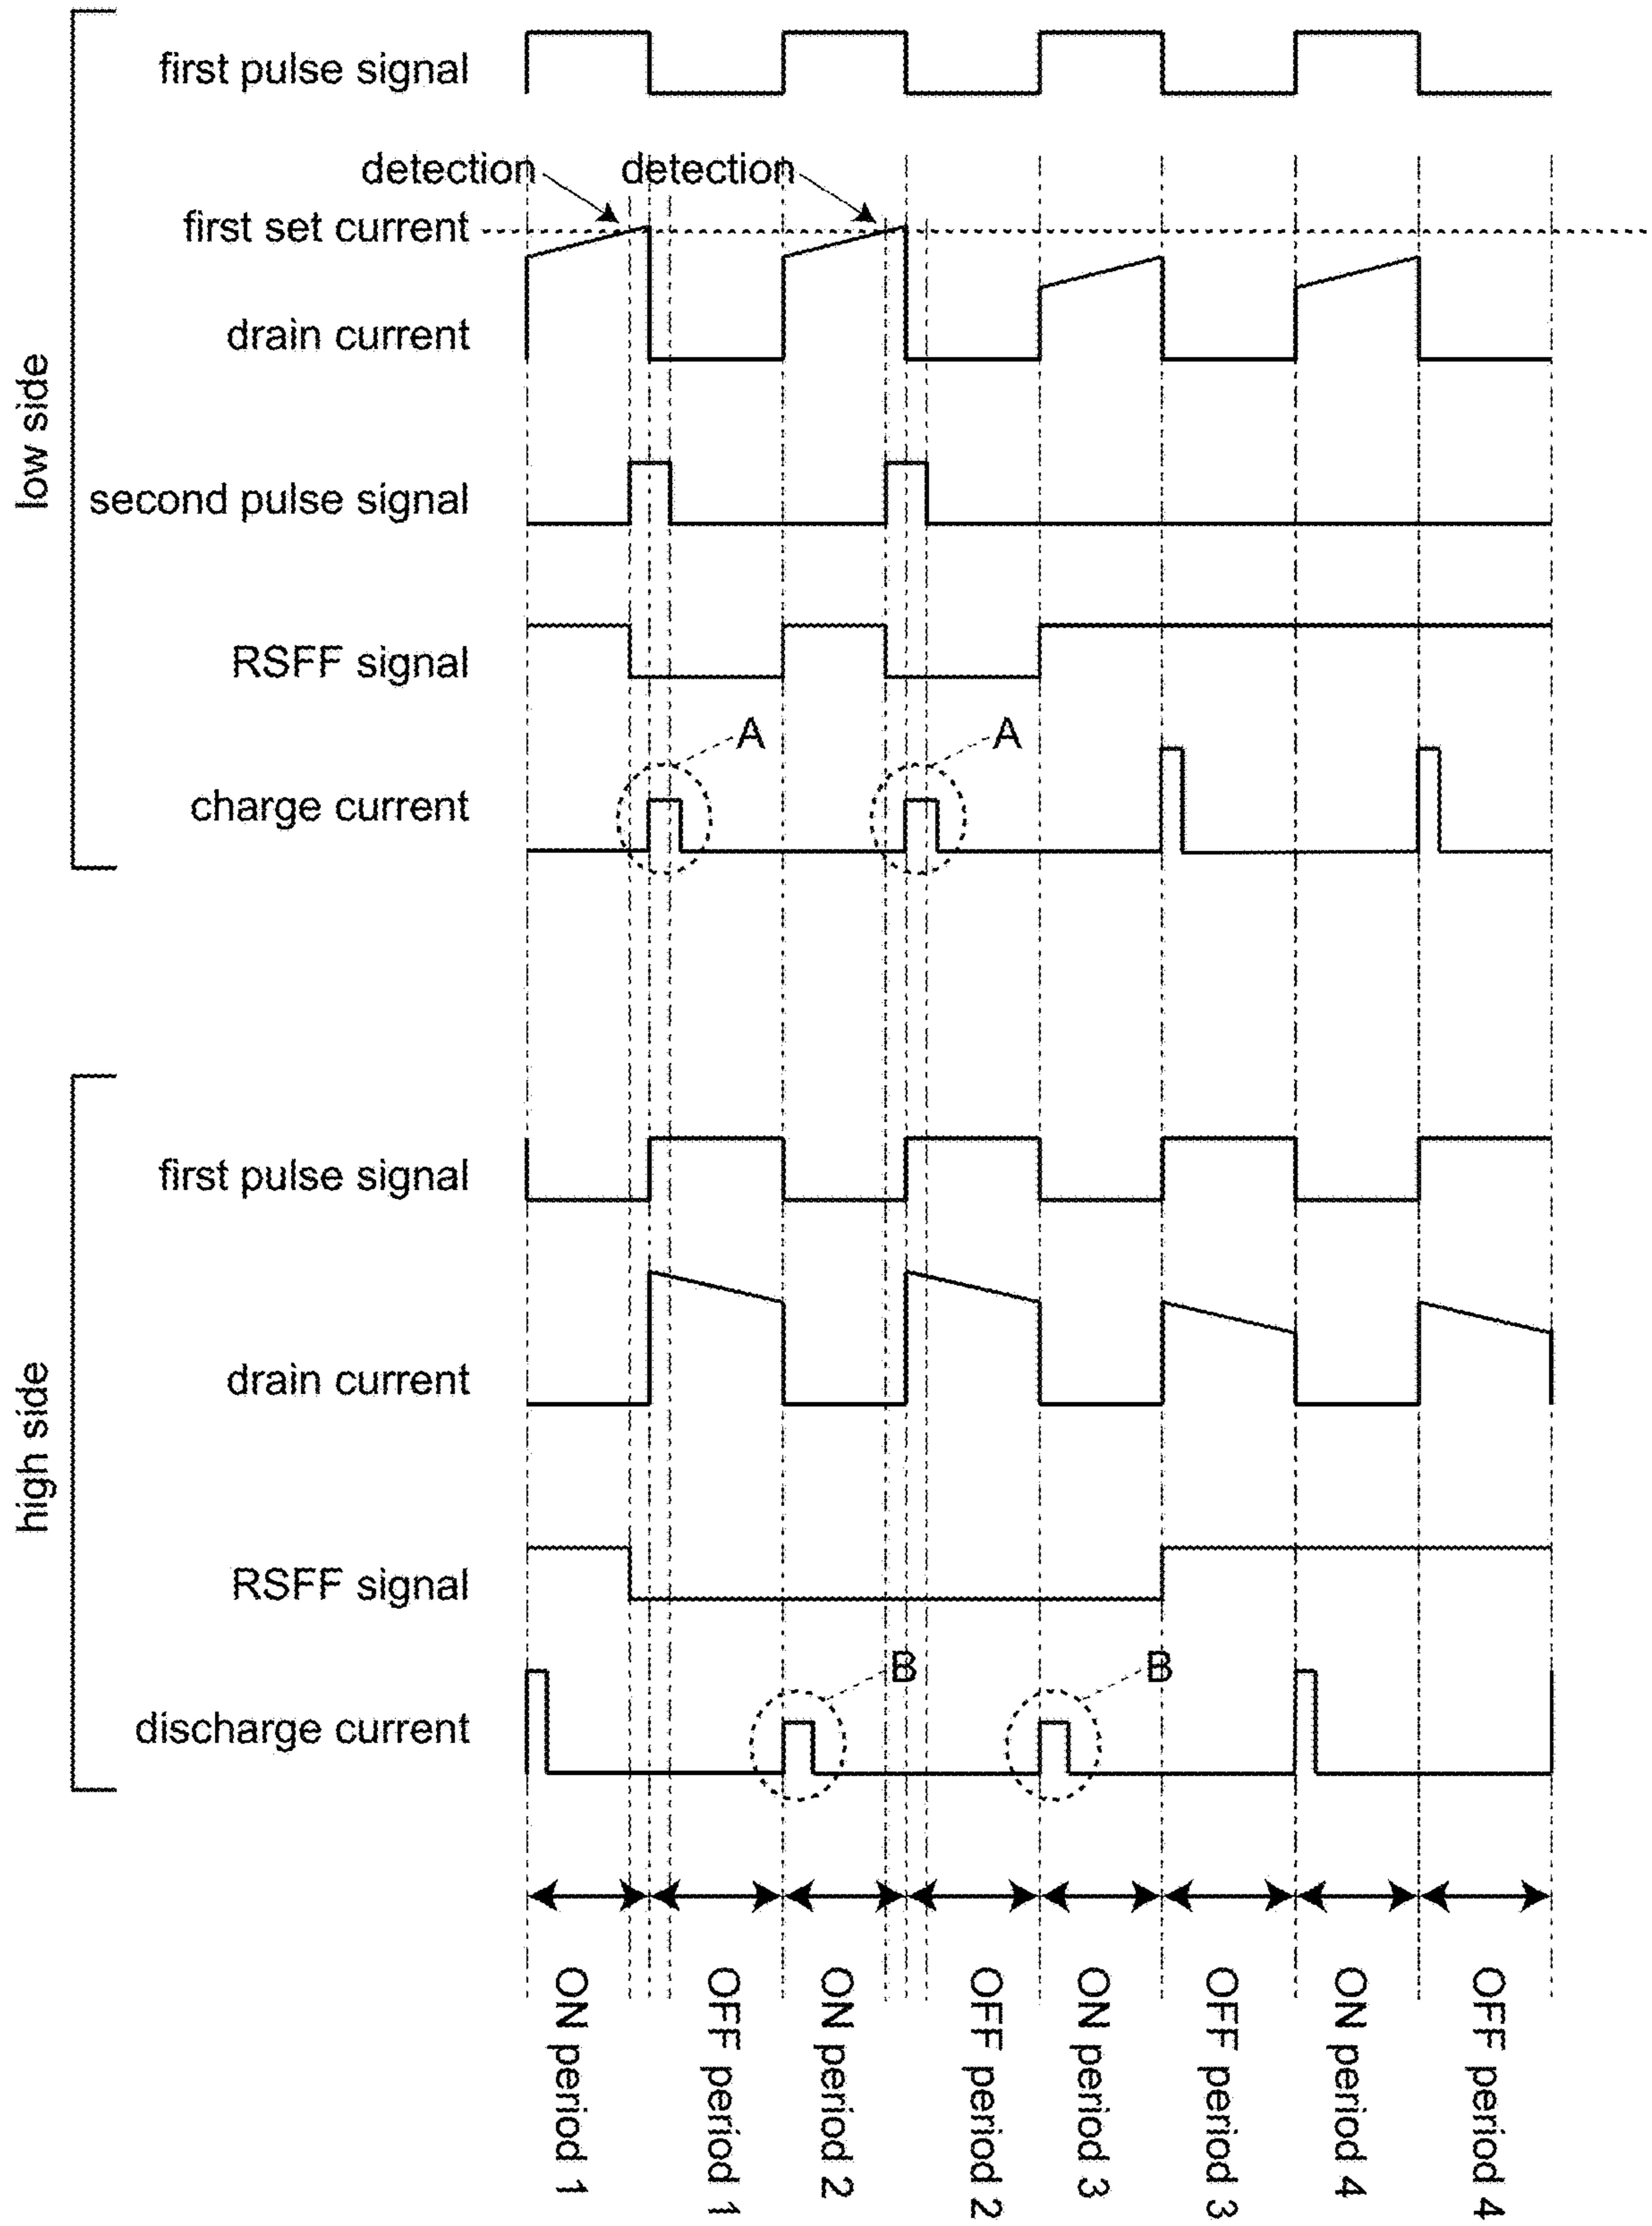 low side
first pulse signal
detection detection
first set current
drain current
second pulse signal
RSFF signal
A A
charge current
high side
first pulse signal
drain current
RSFF signal
B B
discharge current
ON period 1
OFF period 1
ON period 2
OFF period 2
ON period 3
OFF period 3
ON period 4
OFF period 4